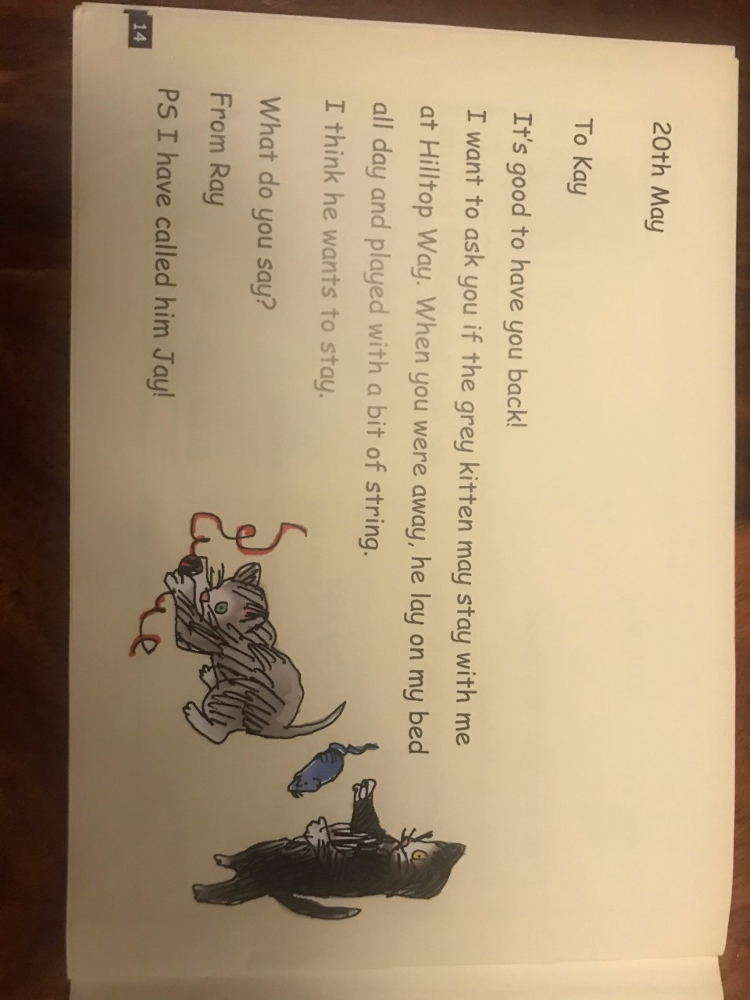 20th May
To Kay
It's good to have you back!
I want to ask you if the grey kitten may stay with me
at Hilltop Way. When you were away, he lay on my bed
all day and played with a bit of string.
I think he wants to stay.
What do you say?
From Ray
PS I have called him Jay!
14